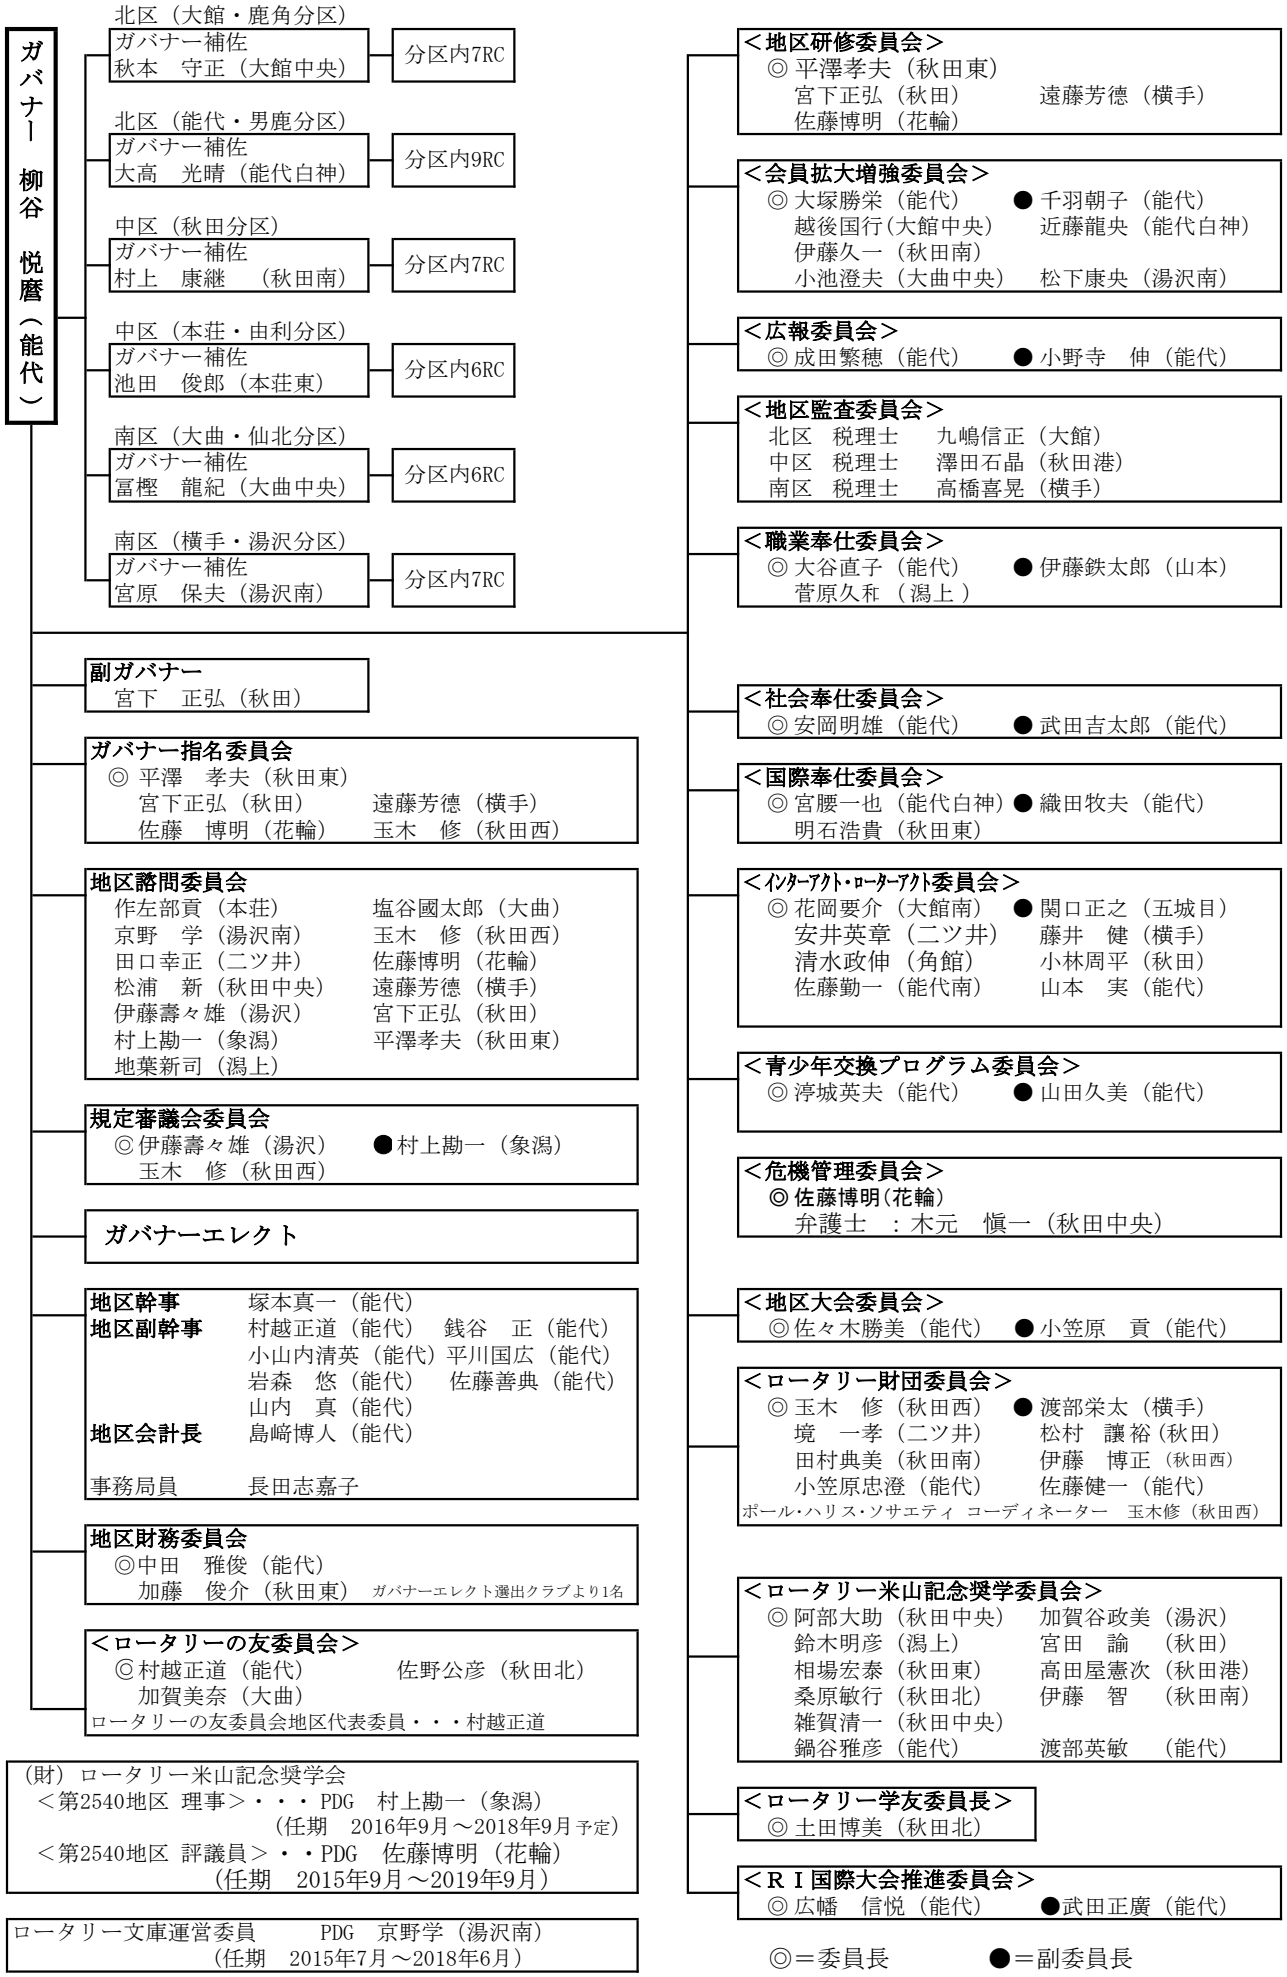 ガバナー　柳谷　悦麿（能代）
北区（大館・鹿角分区）
ガバナー補佐
秋本　守正（大館中央）
分区内7RC
北区（能代・男鹿分区）
ガバナー補佐
大高　光晴（能代白神）
分区内9RC
中区（秋田分区）
ガバナー補佐
村上　康継　（秋田南）
分区内7RC
中区（本荘・由利分区）
ガバナー補佐
池田　俊郎（本荘東）
分区内6RC
南区（大曲・仙北分区）
ガバナー補佐
冨樫　龍紀（大曲中央）
分区内6RC
南区（横手・湯沢分区）
ガバナー補佐
宮原　保夫（湯沢南）
分区内7RC
副ガバナー
宮下　正弘（秋田）
ガバナー指名委員会
◎ 平澤　孝夫（秋田東）
宮下正弘（秋田）　遠藤芳德（横手）
佐藤　博明（花輪）　玉木　修（秋田西）
地区諮問委員会
作左部貢（本荘）　塩谷國太郎（大曲）
京野　学（湯沢南）　玉木　修（秋田西）
田口幸正（二ツ井）　佐藤博明（花輪）
松浦　新（秋田中央）　遠藤芳德（横手）
伊藤壽々雄（湯沢）　宮下正弘（秋田）
村上勘一（象潟）　平澤孝夫（秋田東）
地葉新司（潟上）
規定審議会委員会
◎伊藤壽々雄（湯沢）　●村上勘一（象潟）
玉木　修（秋田西）
ガバナーエレクト
地区幹事　塚本真一（能代）
地区副幹事　村越正道（能代）　銭谷　正（能代）
小山内清英（能代）平川国広（能代）
岩森　悠（能代）　佐藤善典（能代）
山内　真（能代）
地区会計長　島﨑博人（能代）
事務局員　長田志嘉子
地区財務委員会
◎中田　雅俊（能代）
加藤　俊介（秋田東）　ガバナーエレクト選出クラブより1名
＜ロータリーの友委員会＞
◎村越正道（能代）　佐野公彦（秋田北）
加賀美奈（大曲）
ロータリーの友委員会地区代表委員・・・村越正道
（財）ロータリー米山記念奨学会
＜第2540地区 理事＞・・・ PDG　村上勘一（象潟）
（任期　2016年9月～2018年9月予定）
＜第2540地区 評議員＞・・PDG　佐藤博明（花輪）
（任期　2015年9月～2019年9月）
ロータリー文庫運営委員　PDG　京野学（湯沢南）
（任期　2015年7月～2018年6月）
＜地区研修委員会＞
◎ 平澤孝夫（秋田東）
宮下正弘（秋田）　遠藤芳德（横手）
佐藤博明（花輪）
＜会員拡大増強委員会＞
◎ 大塚勝栄（能代）　● 千羽朝子（能代）
越後国行(大館中央）　近藤龍央（能代白神）
伊藤久一（秋田南）
小池澄夫（大曲中央）　松下康央（湯沢南）
＜広報委員会＞
◎ 成田繁穂（能代）　● 小野寺　伸（能代）
＜地区監査委員会＞
北区　税理士　九嶋信正（大館）
中区　税理士　澤田石晶（秋田港）
南区　税理士　高橋喜晃（横手）
＜職業奉仕委員会＞
◎ 大谷直子（能代）　● 伊藤鉄太郎（山本）
菅原久和　（ 潟上 ）
＜社会奉仕委員会＞
◎ 安岡明雄（能代）　● 武田吉太郎（能代）
＜国際奉仕委員会＞
◎ 宮腰一也（能代白神）● 織田牧夫（能代）
明石浩貴（秋田東）
＜ｲﾝﾀｰｱｸﾄ･ﾛｰﾀｰｱｸﾄ委員会＞
◎ 花岡要介（大館南）　● 関口正之（五城目）
安井英章（二ツ井）　藤井　健（横手）
清水政伸（角館）　小林周平（秋田）
佐藤勤一（能代南）　山本　実（能代）
＜青少年交換プログラム委員会＞
◎ 渟城英夫（能代）　● 山田久美（能代）
＜危機管理委員会＞
◎ 佐藤博明(花輪）
弁護士　：木元　愼一（秋田中央）
＜地区大会委員会＞
◎佐々木勝美（能代）　● 小笠原　貢（能代）
＜ロータリー財団委員会＞
◎ 玉木　修（秋田西）　● 渡部栄太（横手）
境　一孝（二ツ井）　松村　讓裕（秋田）
田村典美（秋田南）　伊藤　博正（秋田西）
小笠原忠澄（能代）　佐藤健一（能代）
ポール･ハリス･ソサエティ コーディネーター　玉木修（秋田西）
＜ロータリー米山記念奨学委員会＞
◎ 阿部大助（秋田中央）　加賀谷政美（湯沢）
鈴木明彦（潟上）　宮田　諭　（秋田）
相場宏泰（秋田東）　高田屋憲次（秋田港）
桑原敏行（秋田北）　伊藤　智　（秋田南）
雑賀清一（秋田中央）
鍋谷雅彦（能代）　渡部英敏　（能代）
＜ロータリー学友委員長＞
◎ 土田博美（秋田北）
＜ＲＩ国際大会推進委員会＞
◎ 広幡　信悦（能代）　●武田正廣（能代）
◎＝委員長　●＝副委員長